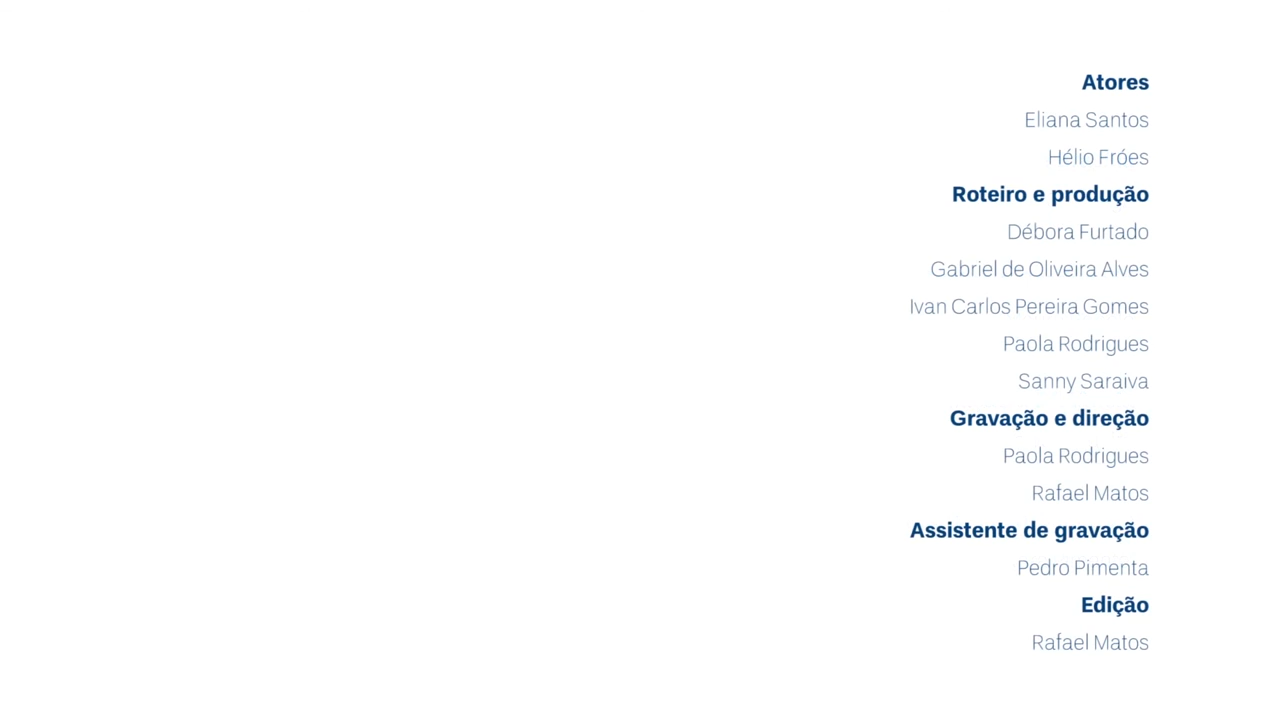 Atores
Eliana Santos
Hélio Fróes
Roteiro e produção
Débora Furtado
Gabriel de Oliveira Alves
Ivan Carlos Pereira Gomes
Paola Rodrigues
Sanny Saraiva
Gravação e direção
Paola Rodrigues
Rafael Matos
Assistente de gravação
Pedro Pimenta
Edição
Rafael Matos